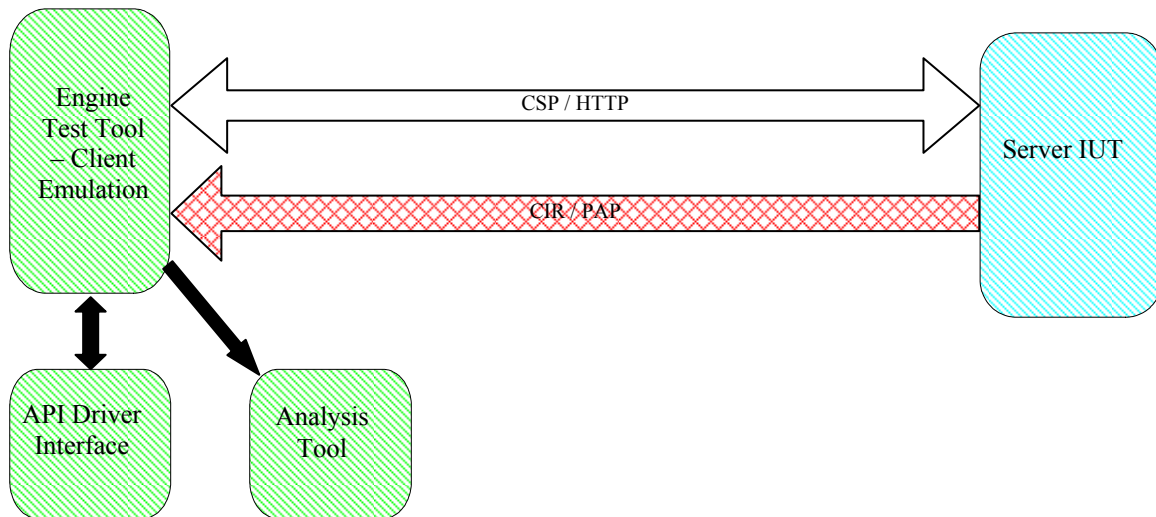 Engine
Test Tool
– Client
Emulation
CSP / HTTP
Server IUT
CIR / PAP
API Driver
Interface
Analysis
Tool